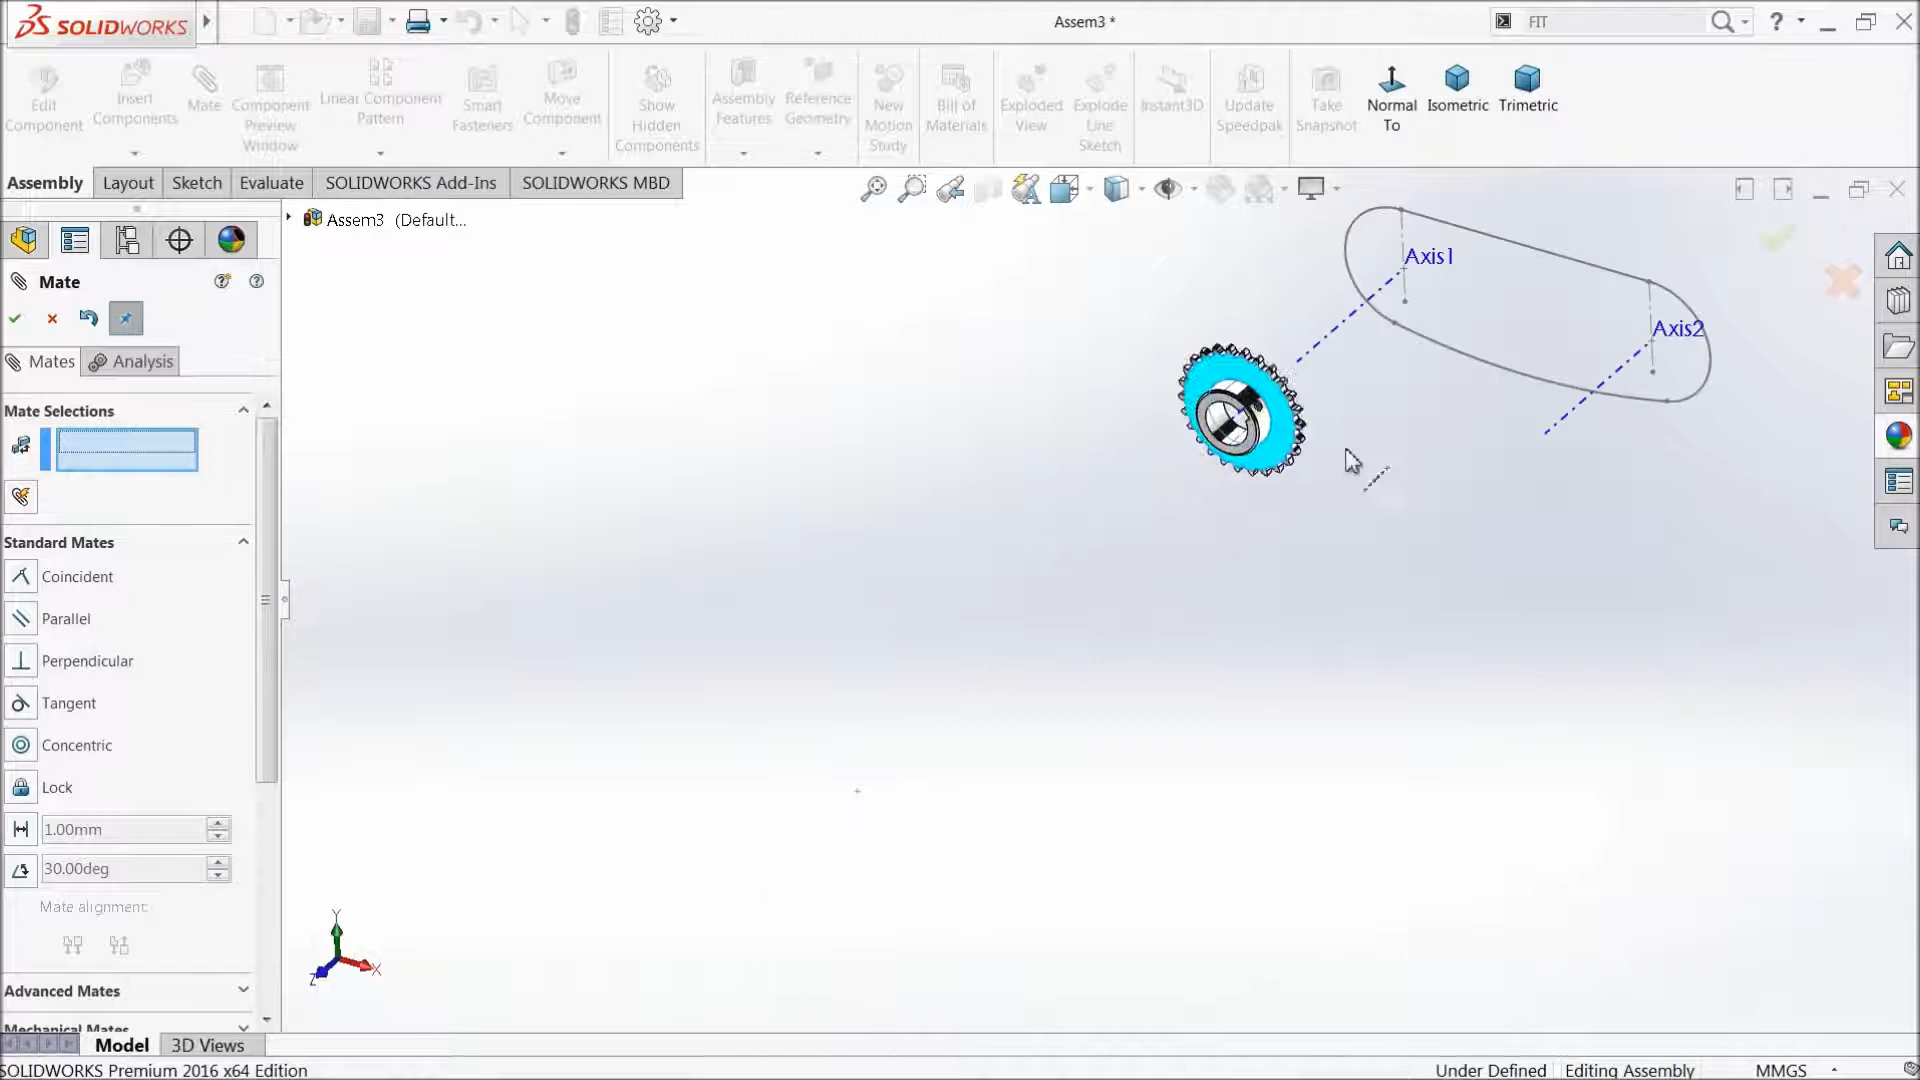 SOLIDWORKS
Assem3 *
FIT
Edit Component
Insert Components
Mate
Component Preview Window
Linear Component Pattern
Smart Fasteners
Move Component
Show Hidden Components
Assembly Features
Reference Geometry
New Motion Study
Bill of Materials
Exploded View
Explode Line Sketch
Instant3D
Update Speedpak
Take Snapshot
Normal To
Isometric
Trimetric
Assembly
Layout
Sketch
Evaluate
SOLIDWORKS Add-Ins
SOLIDWORKS MBD
Assem3 (Default...
Axis1
Axis2
Mate
Mates
Analysis
Mate Selections
Standard Mates
Coincident
Parallel
Perpendicular
Tangent
Concentric
Lock
1.00mm
30.00deg
Mate alignment:
Advanced Mates
Mechanical Mates
Y
X
Z
Model
3D Views
SOLIDWORKS Premium 2016 x64 Edition
Under Defined
Editing Assembly
MMGS